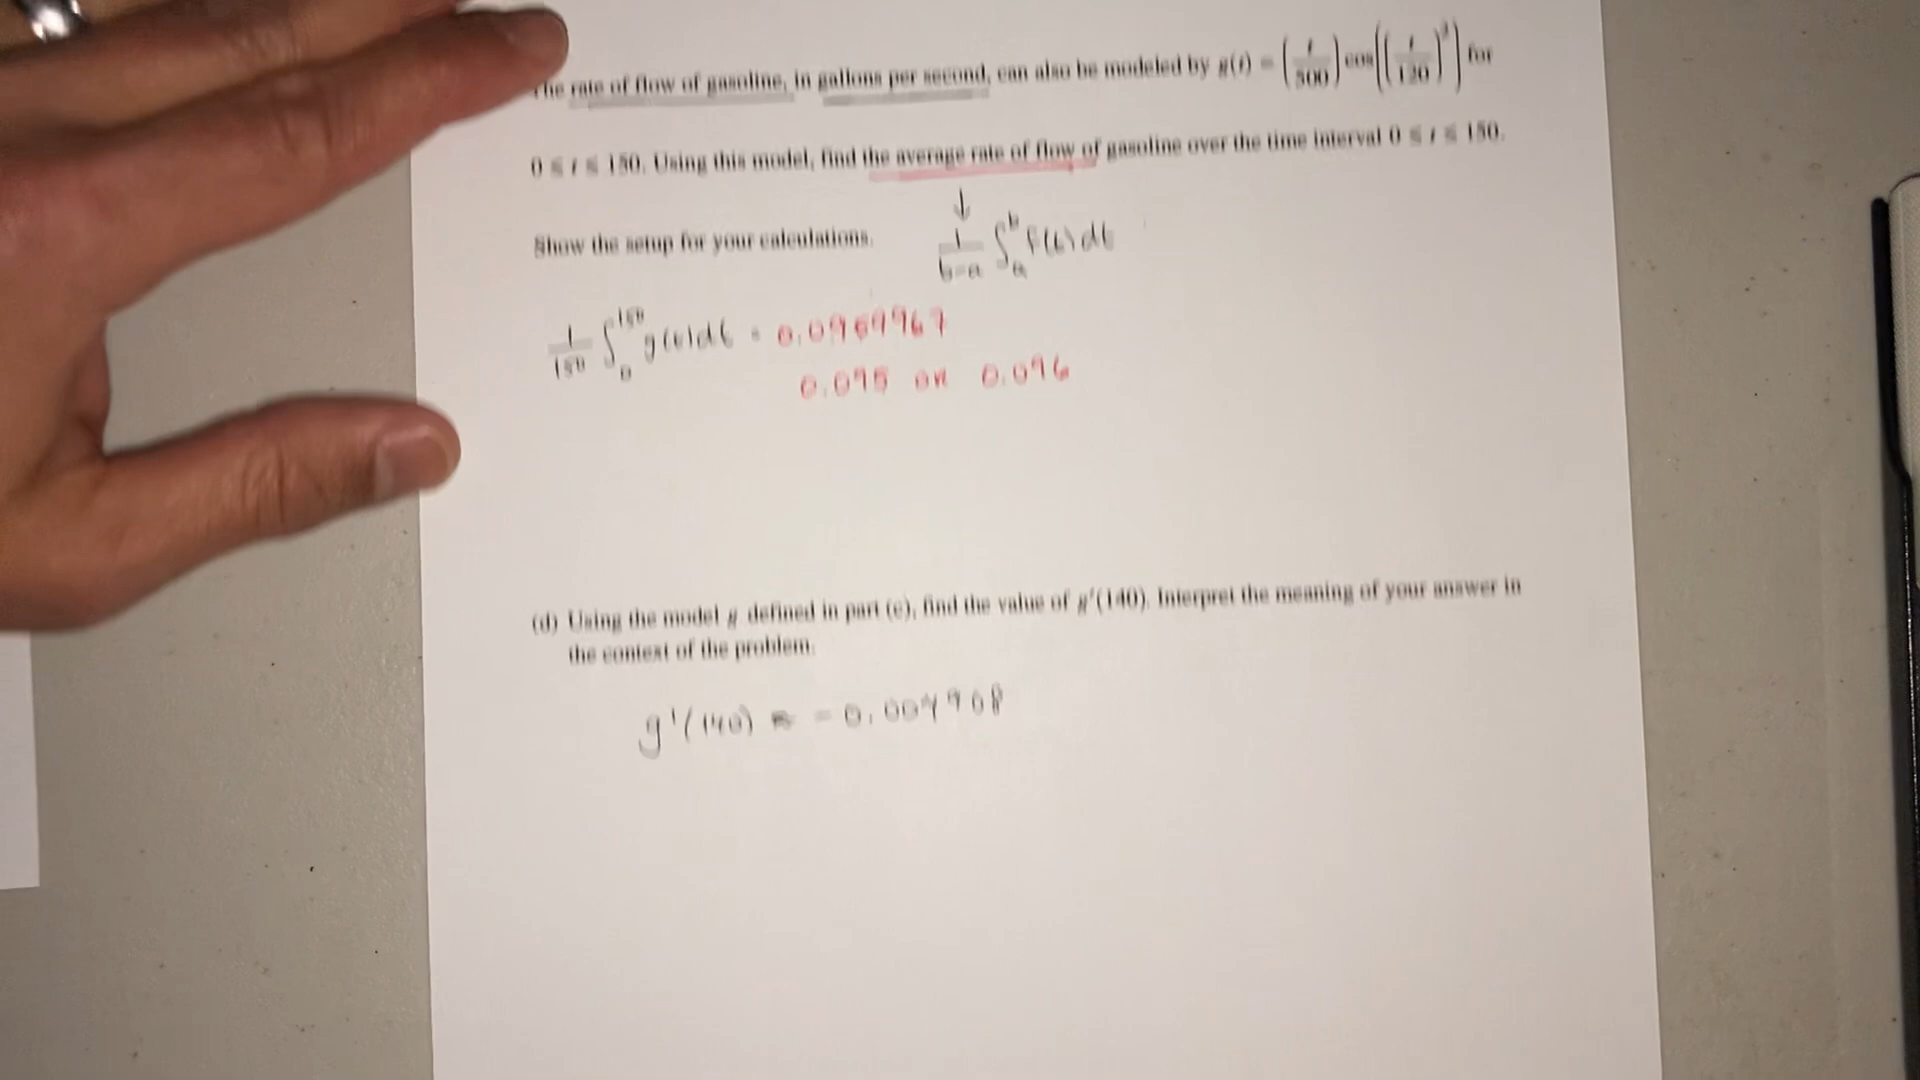 The rate of flow of gasoline, in gallons per second, can also be modeled by g(t) = (t/500) cos((t/120)²) for
0 ≤ t ≤ 150. Using this model, find the average rate of flow of gasoline over the time interval 0 ≤ t ≤ 150.
↓
Show the setup for your calculations.
1/(b-a) ∫_a^b f(t)dt
1/150 ∫_0^150 g(t)dt = 0.0959967
0.095 or 0.096
(d) Using the model g defined in part (c), find the value of g′(140). Interpret the meaning of your answer in
the context of the problem.
g'(140) ≈ -0.004908